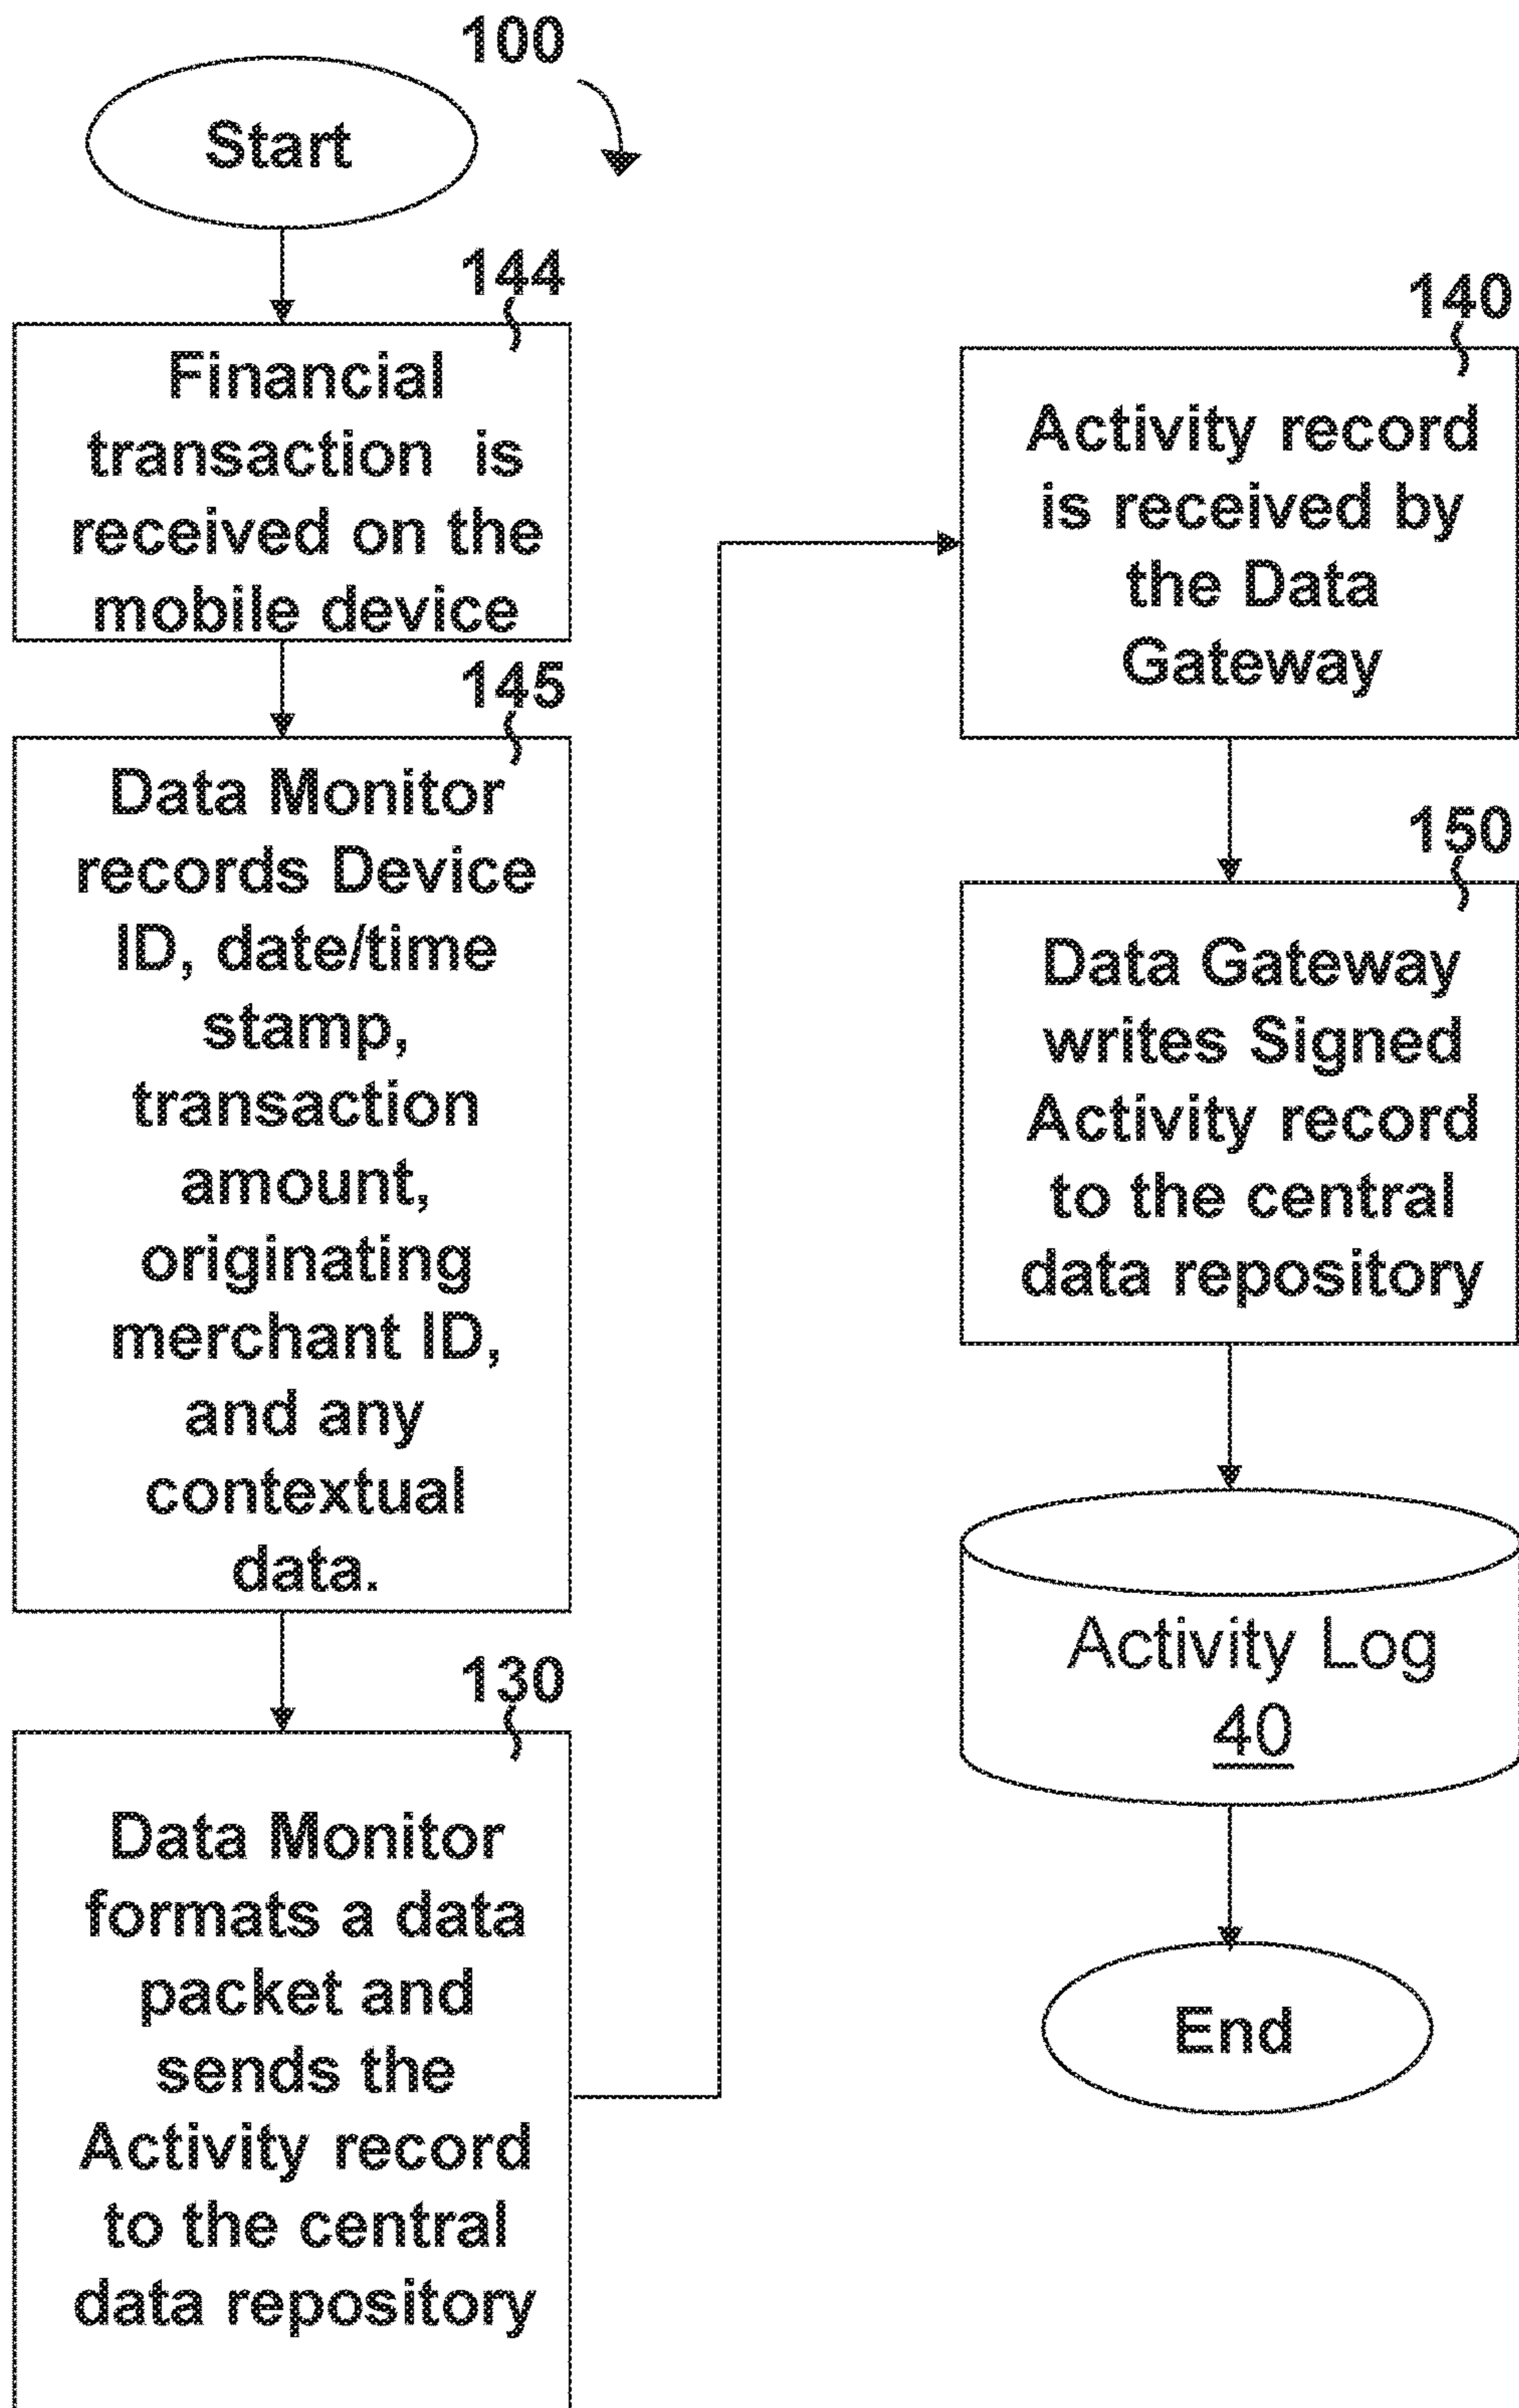 100
Start
144
Financial
transaction is
received on the
mobile device
145
Data Monitor
records Device
ID, date/time
stamp,
transaction
amount,
originating
merchant ID,
and any
contextual
data.
130
Data Monitor
formats a data
packet and
sends the
Activity record
to the central
data repository
140
Activity record
is received by
the Data
Gateway
150
Data Gateway
writes Signed
Activity record
to the central
data repository
Activity Log
40
End